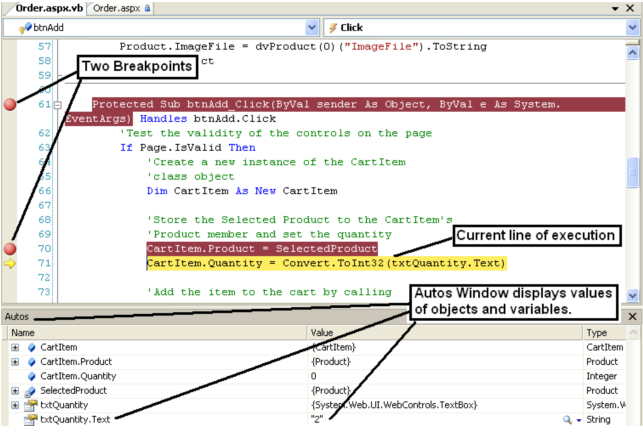 Order.aspx.vb Order.aspx
btnAdd Click
57 Product.ImageFile = dvProduct(0)("ImageFile").ToString
58 ct
Two Breakpoints
59
60
61 Protected Sub btnAdd_Click(ByVal sender As Object, ByVal e As System.
EventArgs) Handles btnAdd.Click
62 'Test the validity of the controls on the page
63 If Page.IsValid Then
64 'Create a new instance of the CartItem
65 'class object
66 Dim CartItem As New CartItem
67
68 'Store the Selected Product to the CartItem's
69 'Product member and set the quantity
Current line of execution
70 CartItem.Product = SelectedProduct
71 CartItem.Quantity = Convert.ToInt32(txtQuantity.Text)
72
73 'Add the item to the cart by calling
Autos Window displays values
of objects and variables.
Autos
Name Value Type
CartItem {CartItem} CartItem
CartItem.Product {Product} Product
CartItem.Quantity 0 Integer
SelectedProduct {Product} Product
txtQuantity {System.Web.UI.WebControls.TextBox} System.W
txtQuantity.Text "2" String